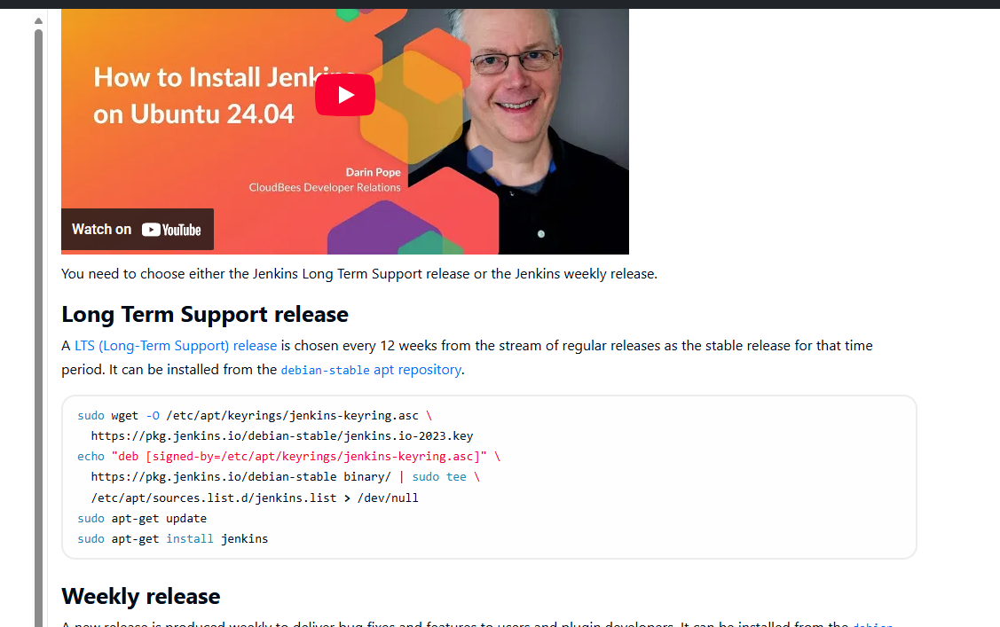 How to Install Jenkins
on Ubuntu 24.04
Darin Pope
CloudBees Developer Relations
Watch on YouTube
You need to choose either the Jenkins Long Term Support release or the Jenkins weekly release.
Long Term Support release
A LTS (Long-Term Support) release is chosen every 12 weeks from the stream of regular releases as the stable release for that time
period. It can be installed from the debian-stable apt repository.
sudo wget -O /etc/apt/keyrings/jenkins-keyring.asc \
  https://pkg.jenkins.io/debian-stable/jenkins.io-2023.key
echo "deb [signed-by=/etc/apt/keyrings/jenkins-keyring.asc]" \
  https://pkg.jenkins.io/debian-stable binary/ | sudo tee \
  /etc/apt/sources.list.d/jenkins.list > /dev/null
sudo apt-get update
sudo apt-get install jenkins
Weekly release
A new release is produced weekly to deliver bug fixes and features to users and plugin developers. It can be installed from the debian